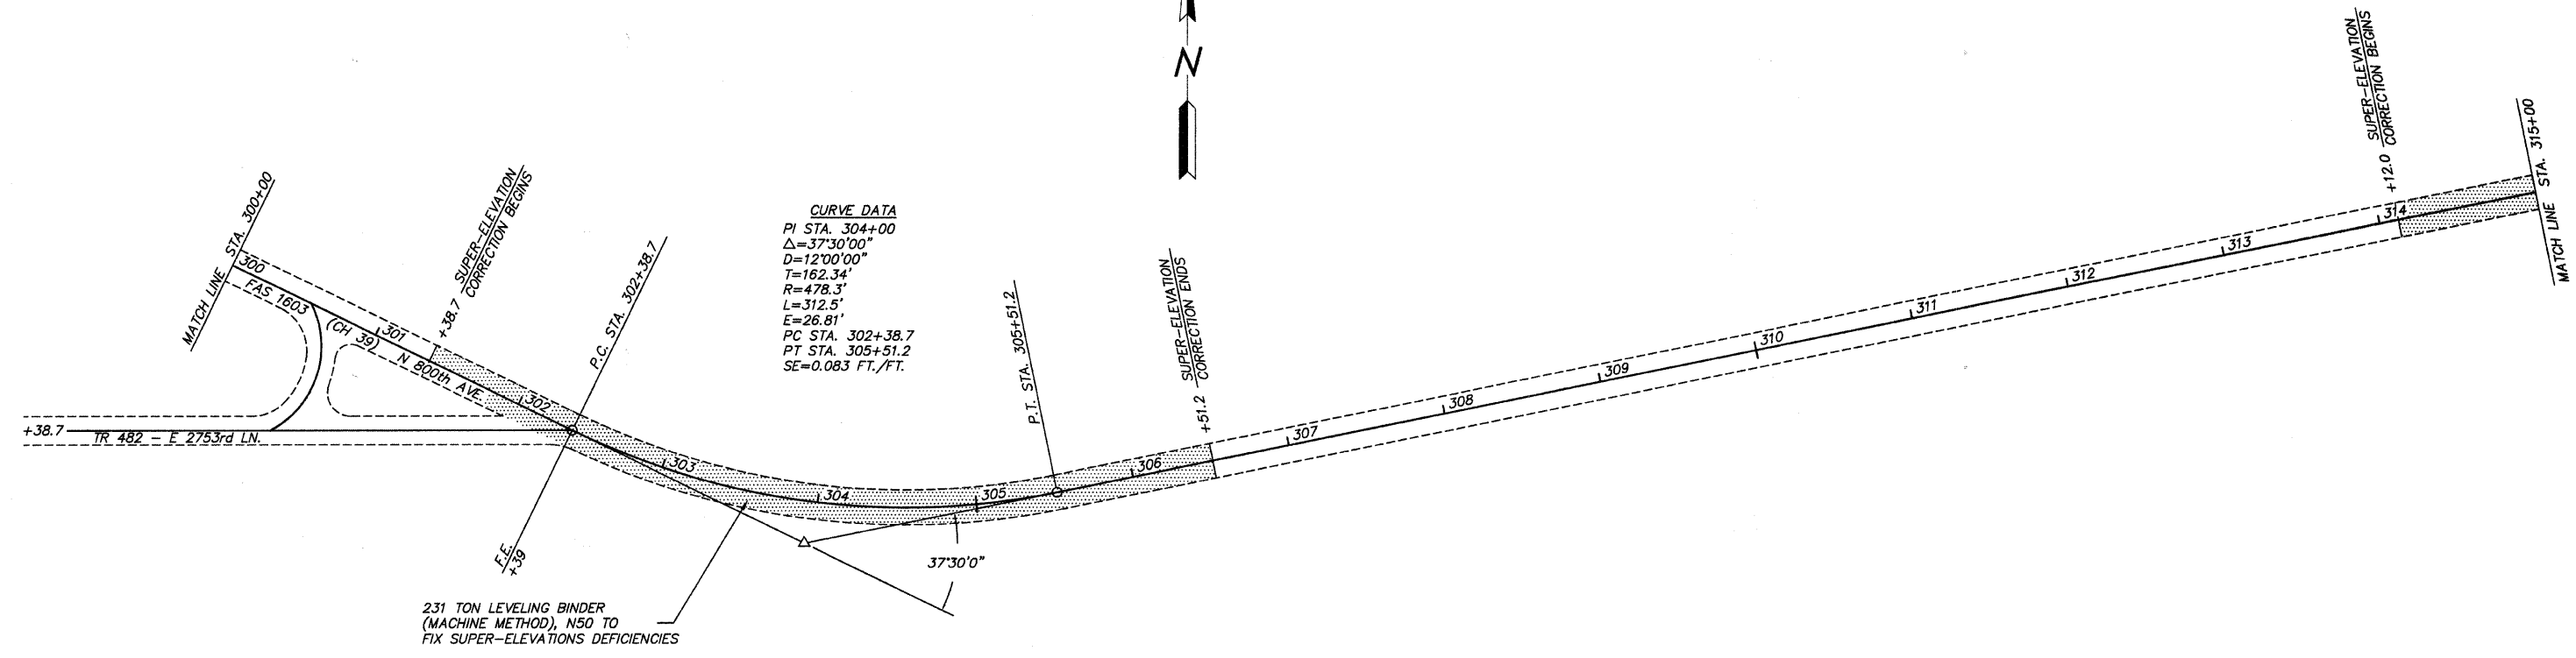 N
MATCH LINE STA. 300+00
300
FAS 1603
(CH 39)
N 800th AVE.
301
+38.7 SUPER-ELEVATION
CORRECTION BEGINS
302
P.C. STA. 302+38.7
CURVE DATA
PI STA. 304+00
△=37°30'00"
D=12°00'00"
T=162.34'
R=478.3'
L=312.5'
E=26.81'
PC STA. 302+38.7
PT STA. 305+51.2
SE=0.083 FT./FT.
+38.7
TR 482 - E 2753rd LN.
F.E.
+39
303
304
305
P.T. STA. 305+51.2
306
+51.2 SUPER-ELEVATION
CORRECTION ENDS
307
308
309
310
311
312
313
314
+12.0 SUPER-ELEVATION
CORRECTION BEGINS
MATCH LINE STA. 315+00
37°30'0"
231 TON LEVELING BINDER
(MACHINE METHOD), N50 TO
FIX SUPER-ELEVATIONS DEFICIENCIES